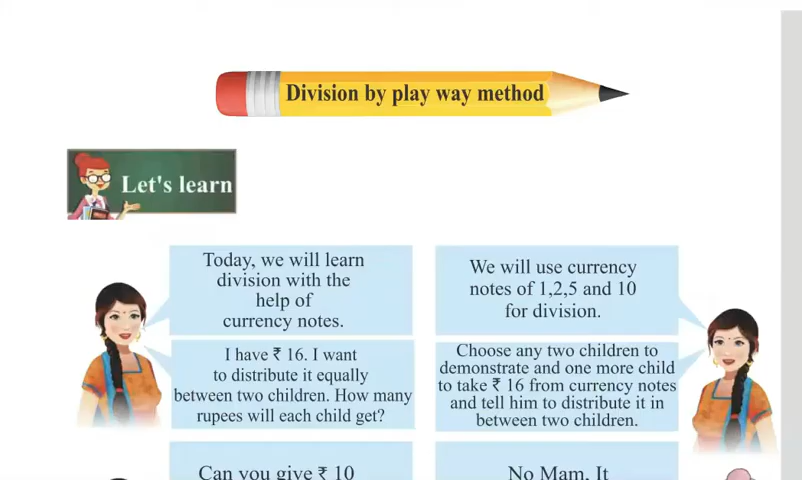 Division by play way method
Let's learn
Today, we will learn
division with the
help of
currency notes.
We will use currency
notes of 1,2,5 and 10
for division.
I have ₹ 16. I want
to distribute it equally
between two children. How many
rupees will each child get?
Choose any two children to
demonstrate and one more child
to take ₹ 16 from currency notes
and tell him to distribute it in
between two children.
Can you give ₹ 10
No Mam, It